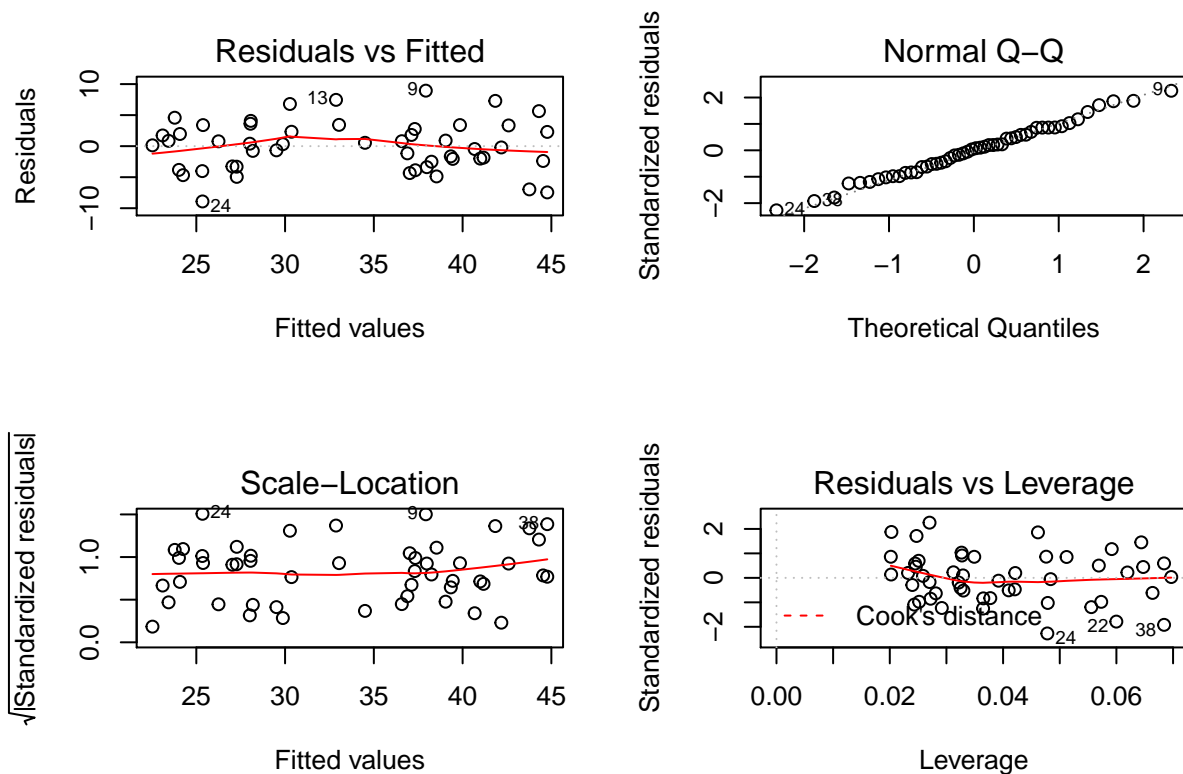 Residuals vs Fitted
Residuals
10
0
−10
13
9
24
25 30 35 40 45
Fitted values
Normal Q−Q
Standardized residuals
2
0
−2
9
24
38
−2 −1 0 1 2
Theoretical Quantiles
Scale−Location
√|Standardized residuals|
1.0
0.0
24
9
38
25 30 35 40 45
Fitted values
Residuals vs Leverage
Standardized residuals
2
0
−2
Cook's distance
24
22
38
0.00 0.02 0.04 0.06
Leverage